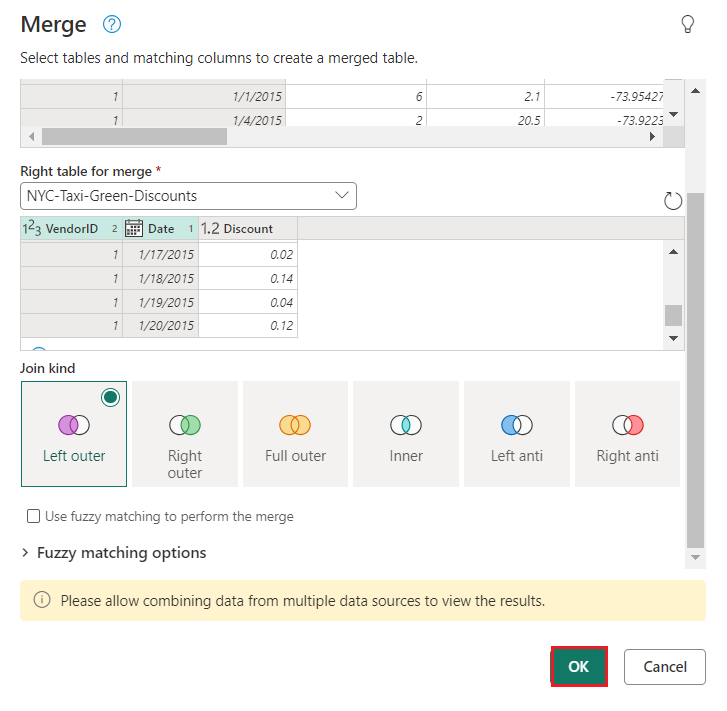 Merge ?
Select tables and matching columns to create a merged table.
1 1/1/2015 6 2.1 -73.95427
1 1/4/2015 2 20.5 -73.9223
Right table for merge *
NYC-Taxi-Green-Discounts
123 VendorID 2 Date 1 1.2 Discount
1 1/17/2015 0.02
1 1/18/2015 0.14
1 1/19/2015 0.04
1 1/20/2015 0.12
Join kind
Left outer
Right outer
Full outer
Inner
Left anti
Right anti
Use fuzzy matching to perform the merge
Fuzzy matching options
Please allow combining data from multiple data sources to view the results.
OK Cancel